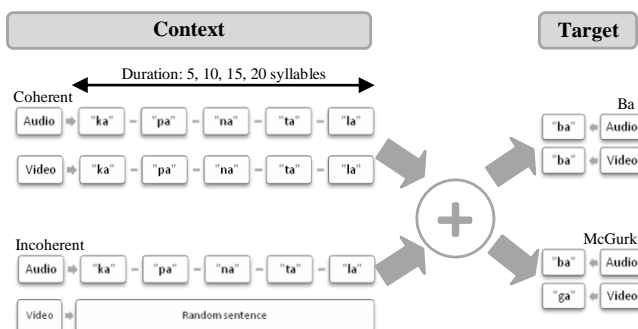 Context
Target
Duration: 5, 10, 15, 20 syllables
Coherent
Audio "ka" – "pa" – "na" – "ta" – "la"
Video "ka" – "pa" – "na" – "ta" – "la"
Ba
"ba" Audio
"ba" Video
Incoherent
Audio "ka" – "pa" – "na" – "ta" – "la"
Video Random sentence
McGurk
"ba" Audio
"ga" Video